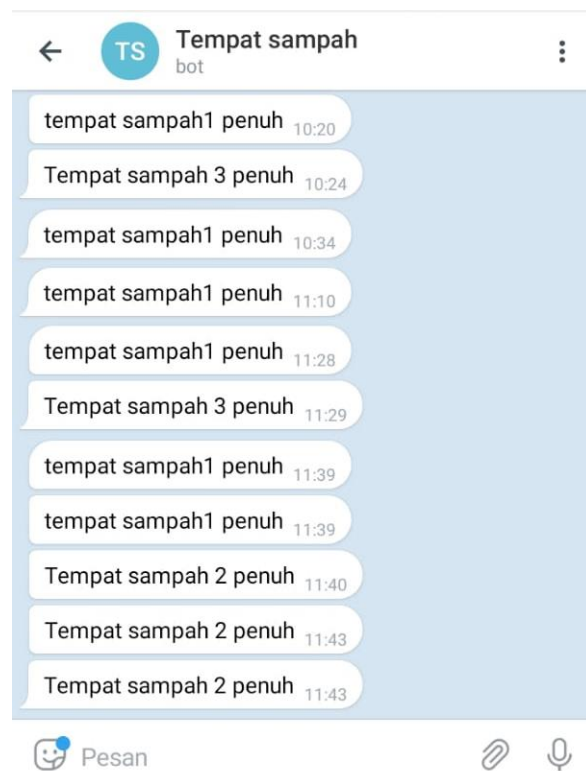 TS
Tempat sampah
bot
tempat sampah1 penuh 10:20
Tempat sampah 3 penuh 10:24
tempat sampah1 penuh 10:34
tempat sampah1 penuh 11:10
tempat sampah1 penuh 11:28
Tempat sampah 3 penuh 11:29
tempat sampah1 penuh 11:39
tempat sampah1 penuh 11:39
Tempat sampah 2 penuh 11:40
Tempat sampah 2 penuh 11:43
Tempat sampah 2 penuh 11:43
Pesan